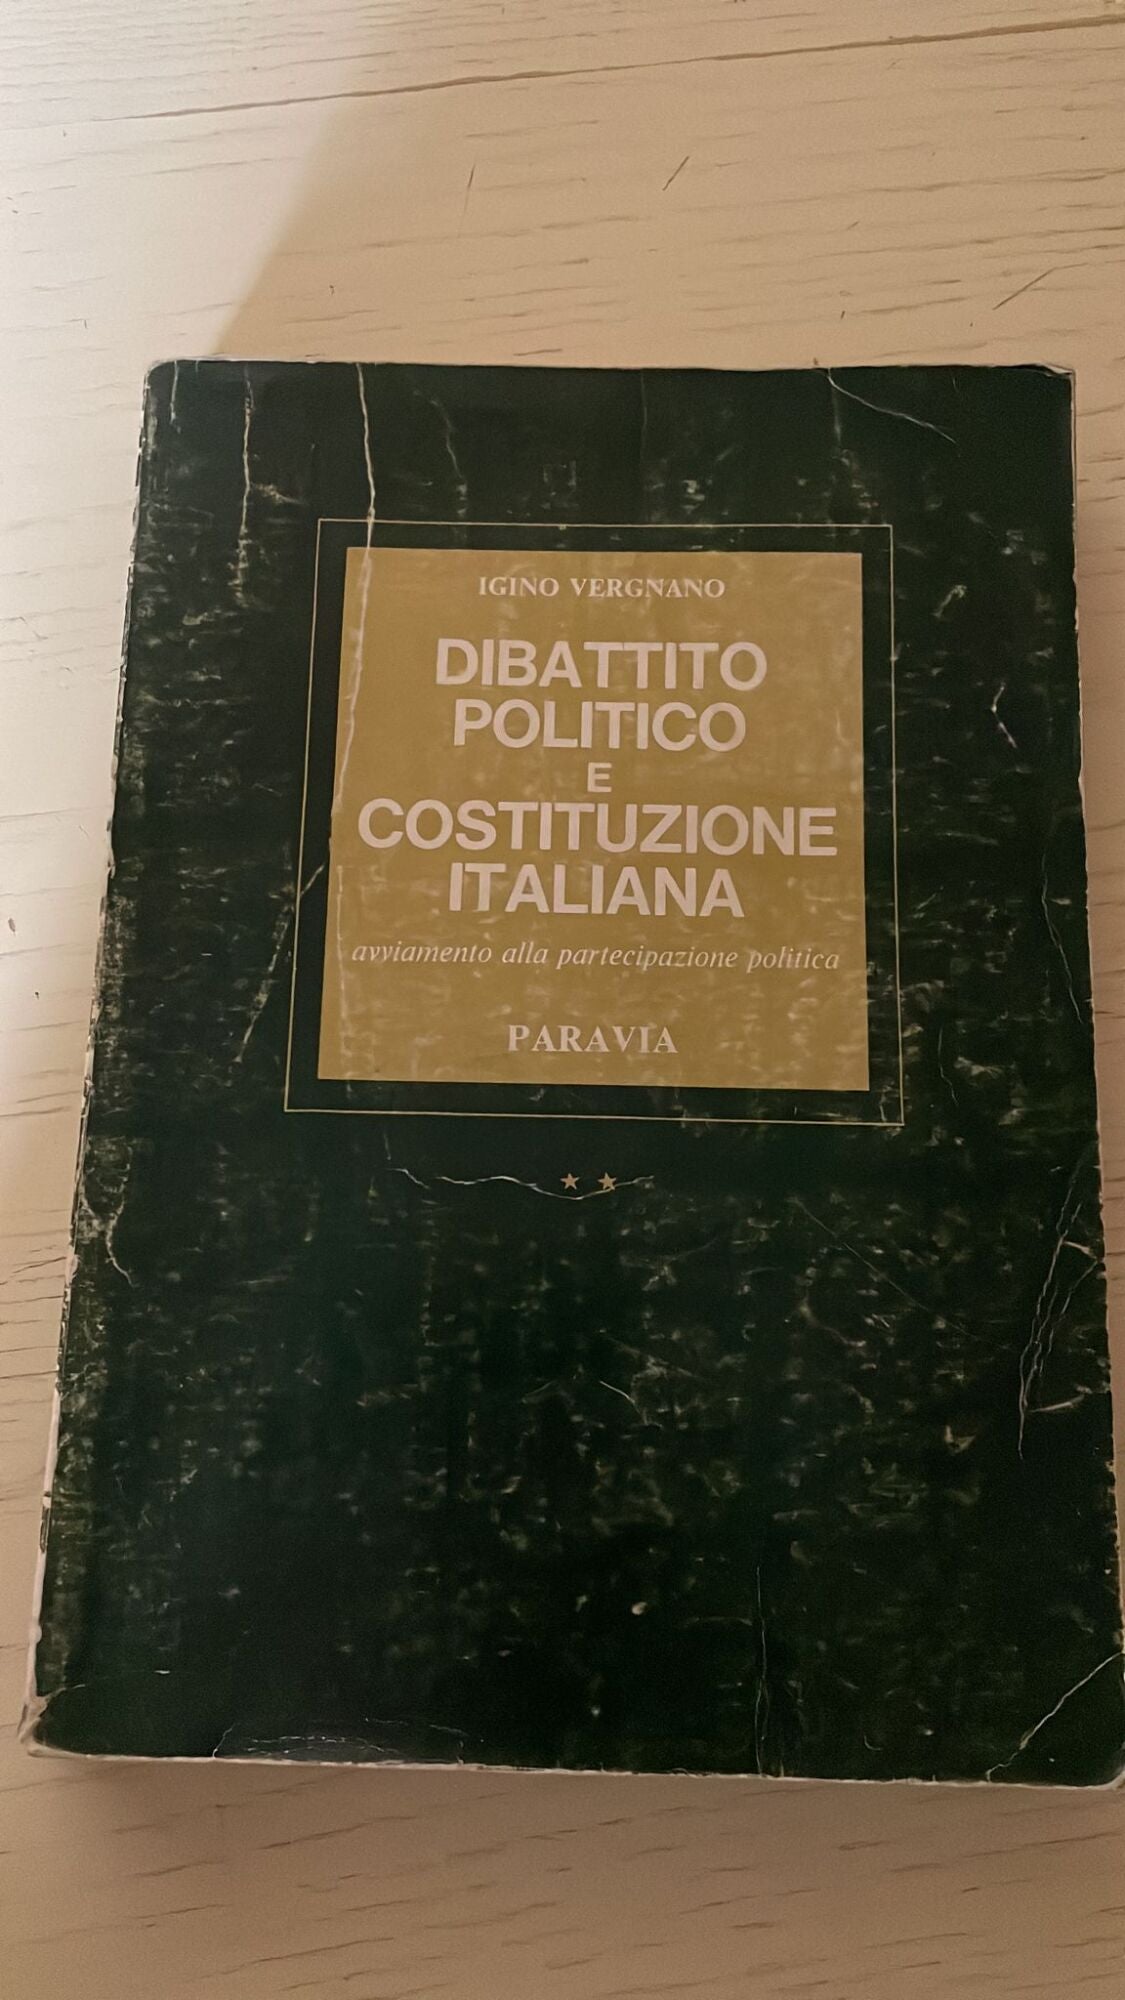 IGINO VERGNANO
DIBATTITO
POLITICO
E
COSTITUZIONE
ITALIANA
avviamento alla partecipazione politica
PARAVIA